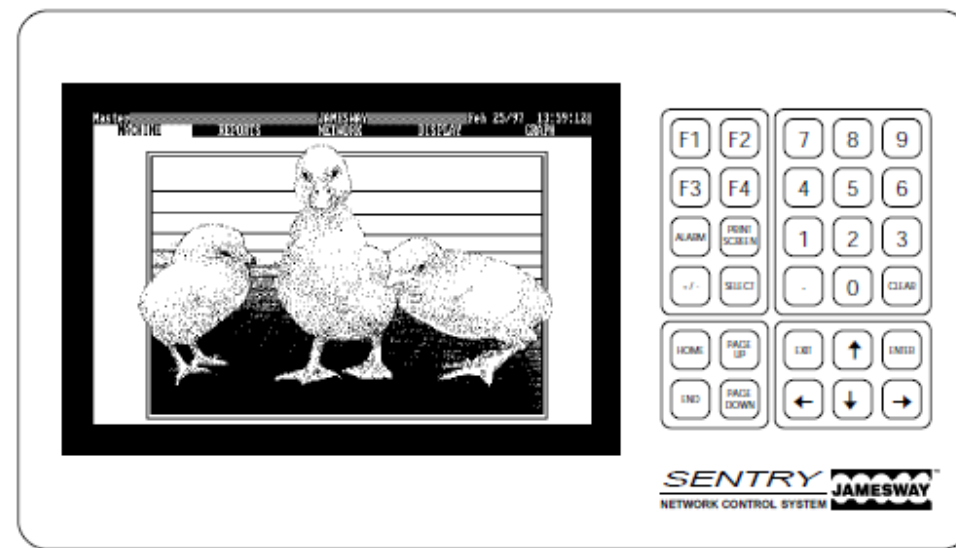 Master JAMESWAY Feb 25/97 13:59:12
MACHINE REPORTS NETWORK DISPLAY GRAPH
F1 F2 7 8 9
F3 F4 4 5 6
ALARM PRINT SCREEN 1 2 3
+/- SELECT . 0 CLEAR
HOME PAGE UP EXIT ↑ ENTER
END PAGE DOWN ← ↓ →
SENTRY
NETWORK CONTROL SYSTEM
JAMESWAY™